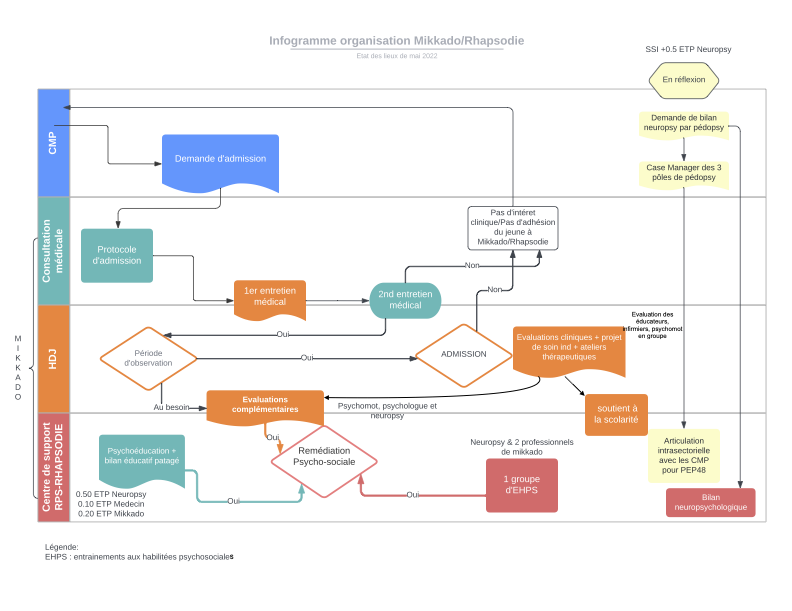 Infogramme organisation Mikkado/Rhapsodie
Etat des lieux de mai 2022
SSI +0.5 ETP Neuropsy
En réflexion
CMP
Demande d'admission
Demande de bilan
neuropsy par pédopsy
Case Manager des 3
pôles de pédopsy
Consultation
médicale
Protocole
d'admission
1er entretien
médical
2nd entretien
médical
Pas d'intéret
clinique/Pas d'adhésion
du jeune à
Mikkado/Rhapsodie
Non
Non
Oui
MIKKADO
HDJ
Période
d'observation
Oui
ADMISSION
Evaluations cliniques + projet
de soin ind + ateliers
thérapeutiques
Evaluation des
éducateurs,
infirmiers, psychomot
en groupe
Au besoin
Evaluations
complémentaires
Psychomot, psychologue et
neuropsy
soutient à
la scolarité
Centre de support
RPS-RHAPSODIE
Psychoéducation +
bilan éducatif patagé
Oui
Remédiation
Psycho-sociale
Neuropsy & 2 professionnels
de mikkado
1 groupe
d'EHPS
Articulation
intrasectorielle
avec les CMP
pour PEP48
Oui
Oui
0.50 ETP Neuropsy
0.10 ETP Medecin
0.20 ETP Mikkado
Bilan
neuropsychologique
Légende:
EHPS : entrainements aux habilitées psychosociales